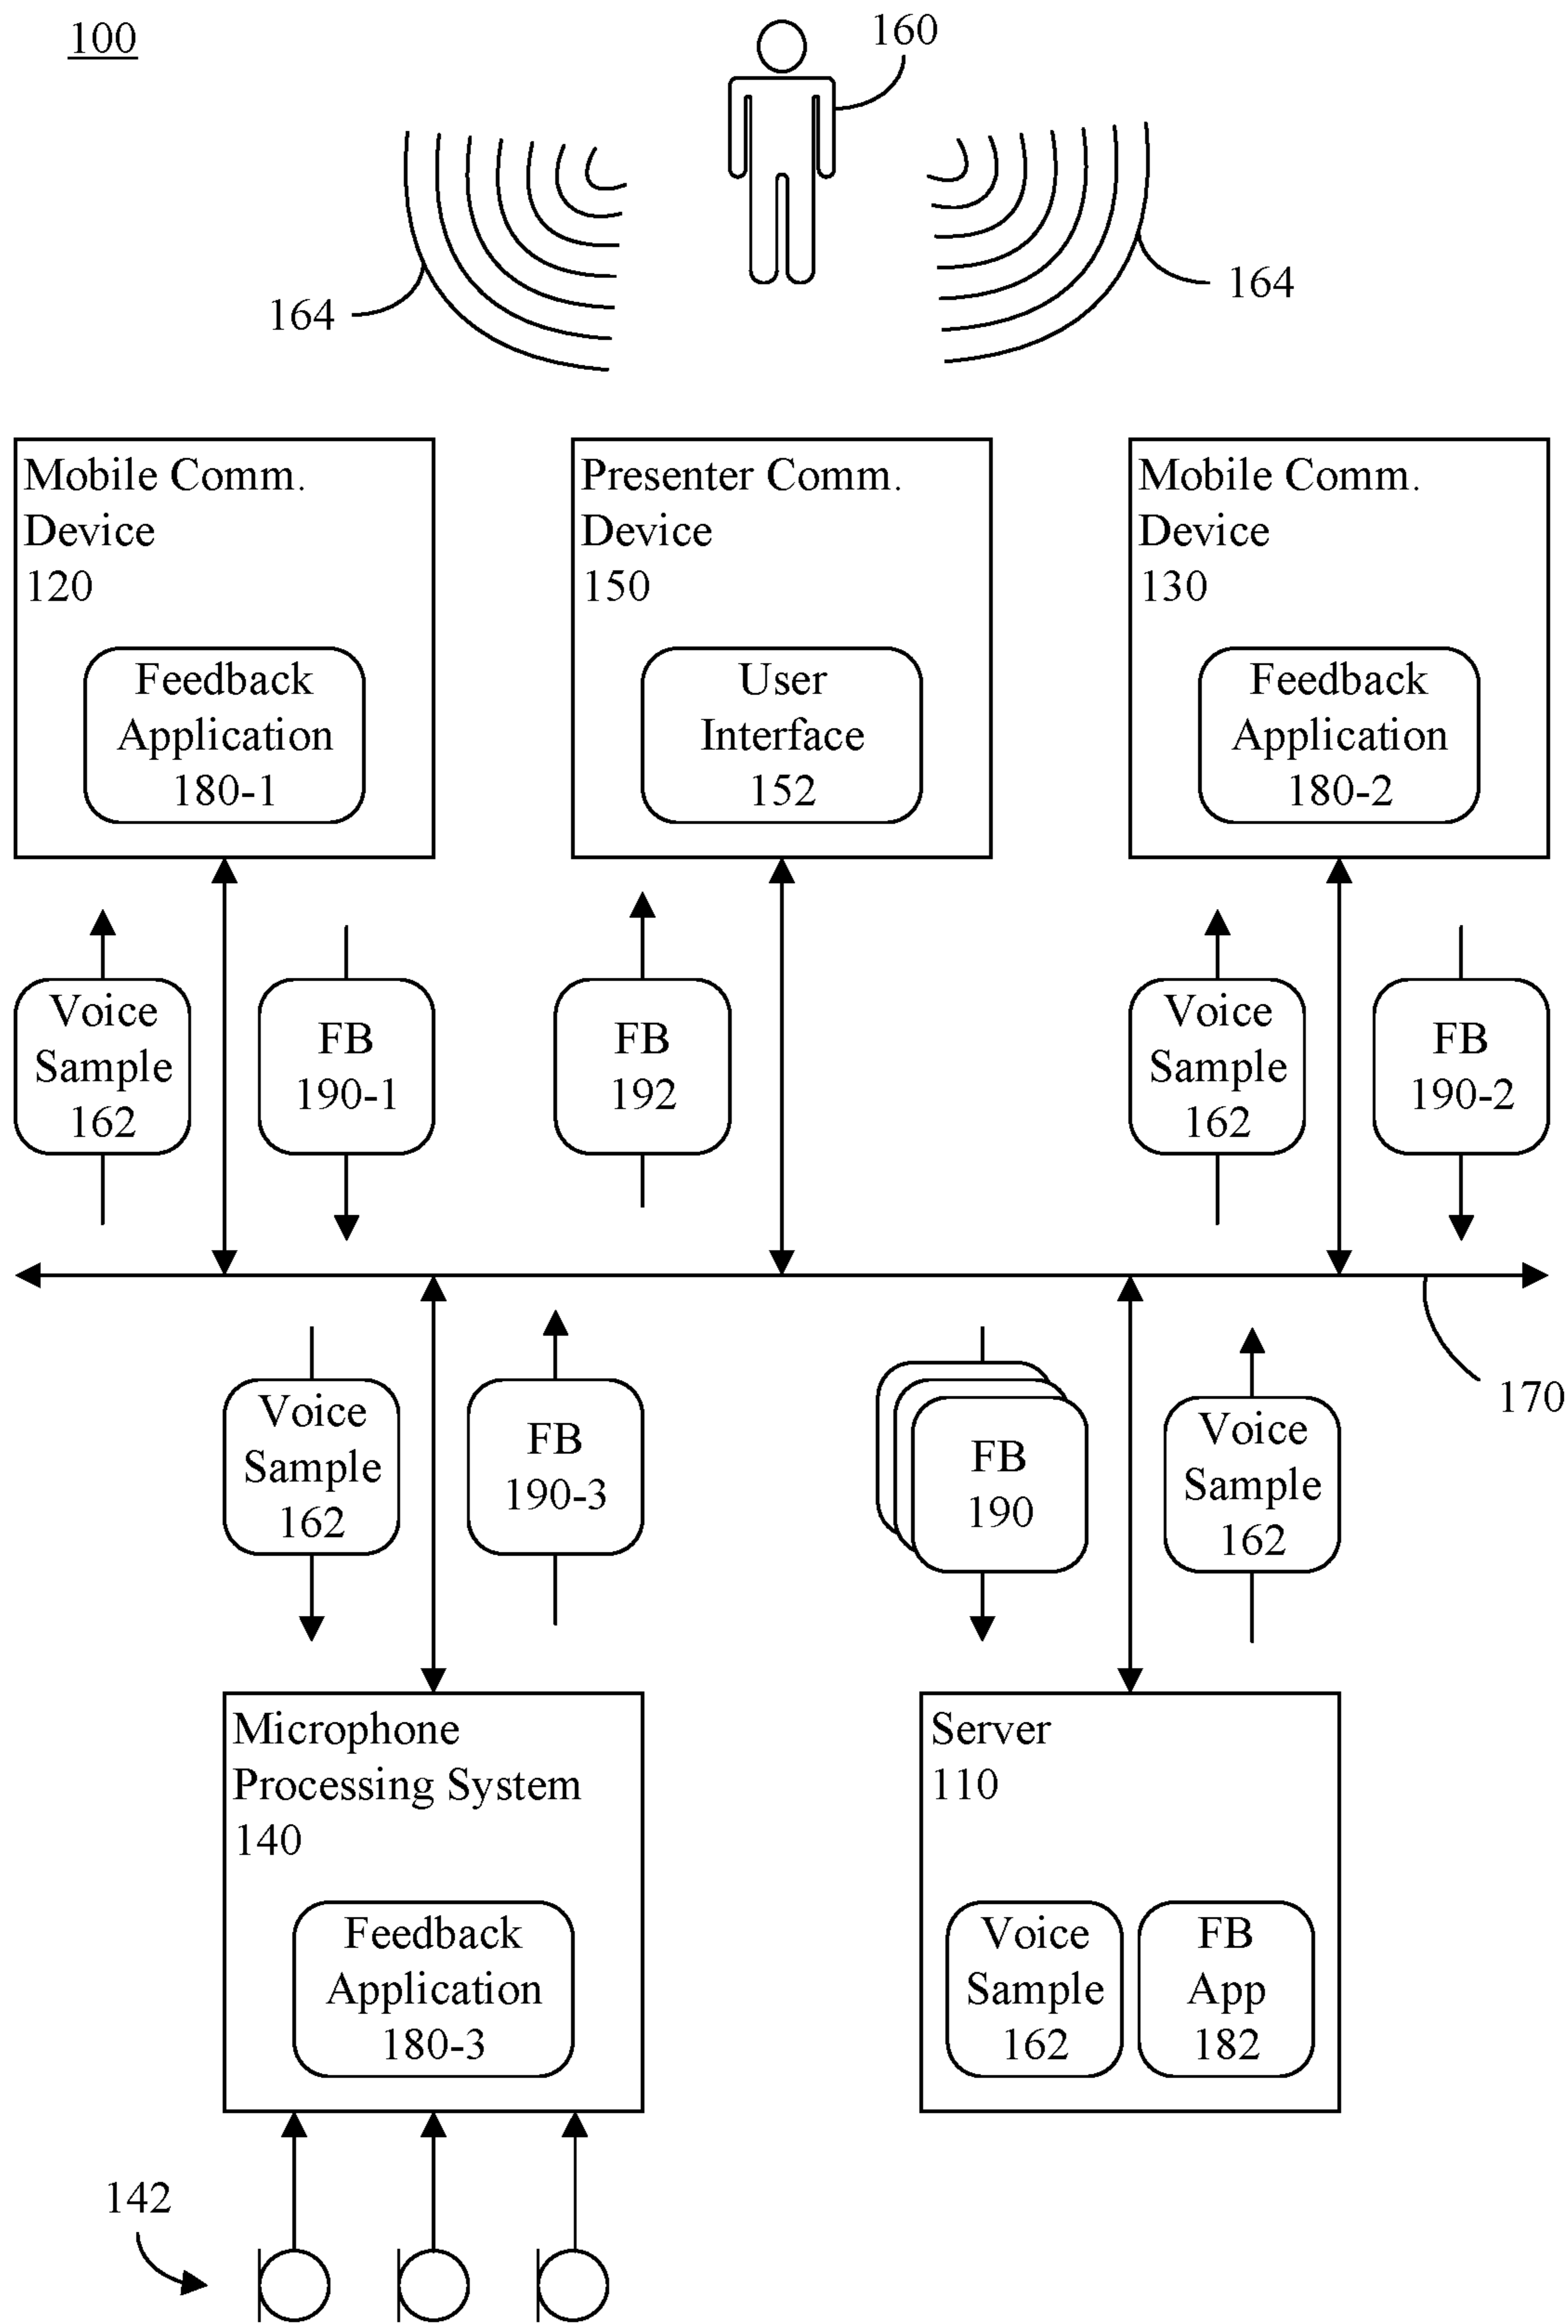 100
160
164
164
Mobile Comm.
Device
120
Feedback
Application
180-1
Presenter Comm.
Device
150
User
Interface
152
Mobile Comm.
Device
130
Feedback
Application
180-2
Voice
Sample
162
FB
190-1
FB
192
Voice
Sample
162
FB
190-2
170
Voice
Sample
162
FB
190-3
FB
190
Voice
Sample
162
Microphone
Processing System
140
Feedback
Application
180-3
Server
110
Voice
Sample
162
FB
App
182
142